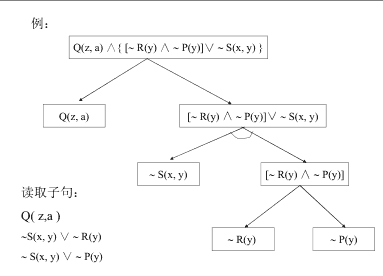 例:
Q(z, a) ∧{ [~ R(y) ∧ ~ P(y)]∨ ~ S(x, y) }
Q(z, a)
[~ R(y) ∧ ~ P(y)]∨ ~ S(x, y)
~ S(x, y)
[~ R(y) ∧ ~ P(y)]
~ R(y)
~ P(y)
读取子句:
Q( z,a )
~S(x, y) ∨ ~ R(y)
~ S(x, y) ∨ ~ P(y)